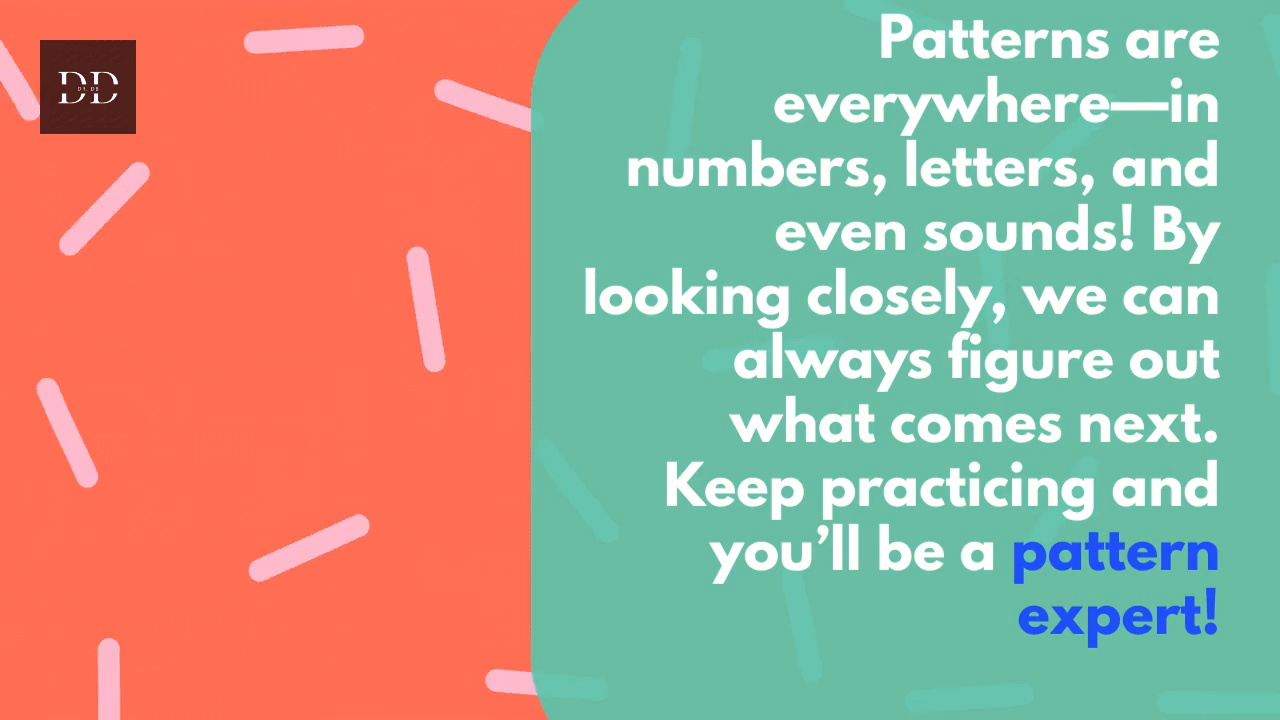 DD
Patterns are
everywhere—in
numbers, letters, and
even sounds! By
looking closely, we can
always figure out
what comes next.
Keep practicing and
you’ll be a pattern
expert!